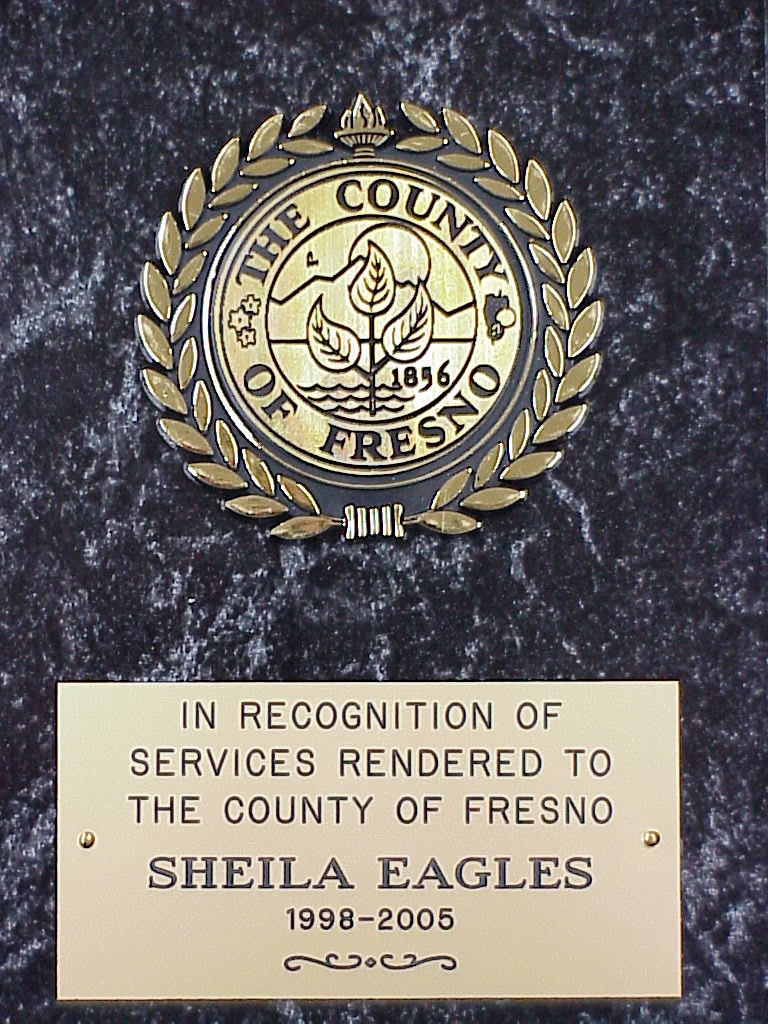 THE COUNTY
OF FRESNO
1856
IN RECOGNITION OF
SERVICES RENDERED TO
THE COUNTY OF FRESNO
SHEILA EAGLES
1998-2005